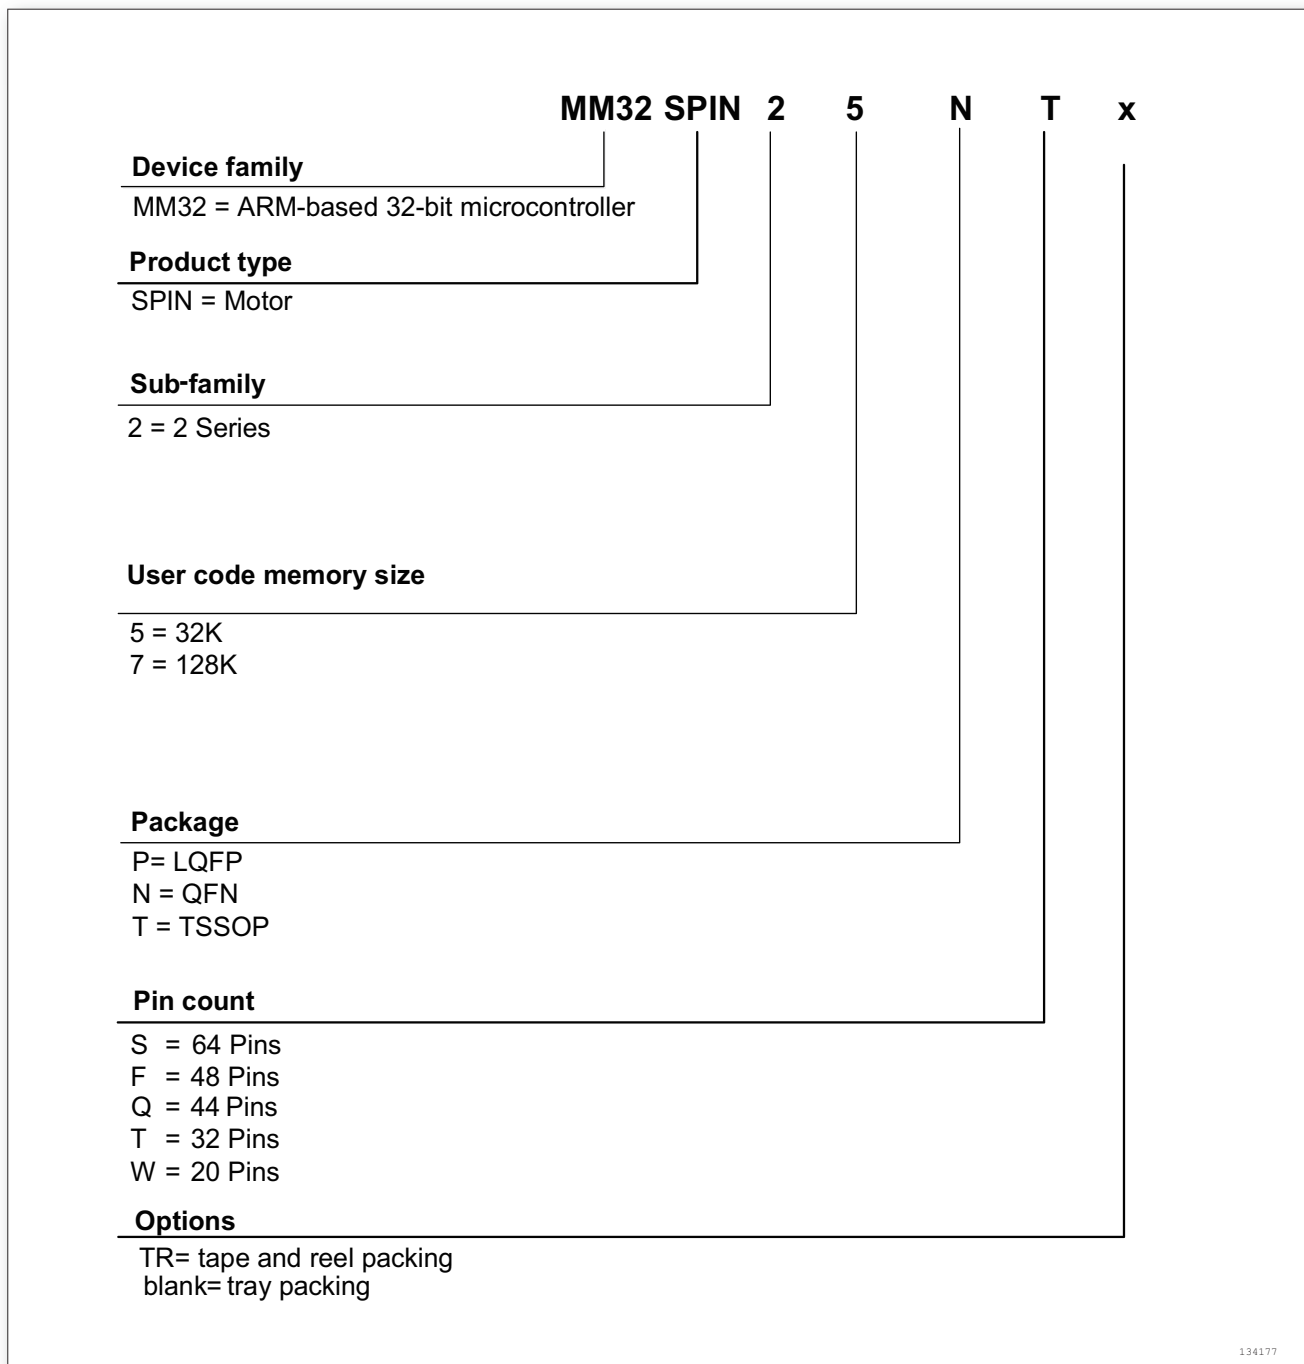 MM32 SPIN 2 5 N T x
Device family
MM32 = ARM-based 32-bit microcontroller
Product type
SPIN = Motor
Sub-family
2 = 2 Series
User code memory size
5 = 32K
7 = 128K
Package
P= LQFP
N = QFN
T = TSSOP
Pin count
S = 64 Pins
F = 48 Pins
Q = 44 Pins
T = 32 Pins
W = 20 Pins
Options
TR= tape and reel packing
blank= tray packing
134177